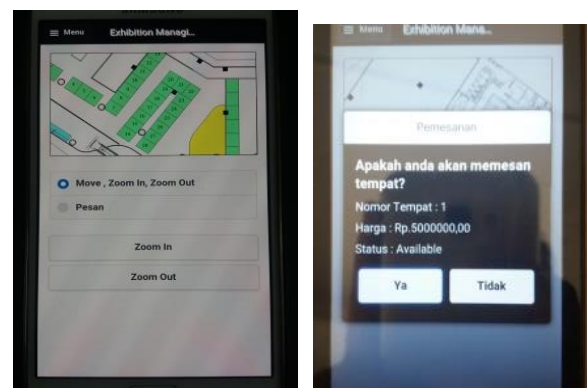 Menu
Exhibition Managi...
Move , Zoom In, Zoom Out
Pesan
Zoom In
Zoom Out
Menu
Exhibition Mana...
Pemesanan
Apakah anda akan memesan
tempat?
Nomor Tempat : 1
Harga : Rp.5000000,00
Status : Available
Ya
Tidak